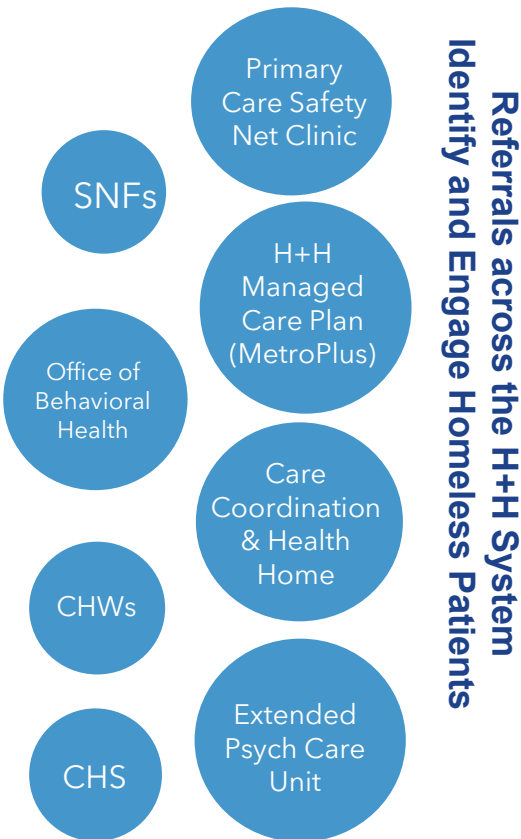 Referrals across the H+H System
Identify and Engage Homeless Patients
Primary
Care Safety
Net Clinic
SNFs
H+H
Managed
Care Plan
(MetroPlus)
Office of
Behavioral
Health
Care
Coordination
& Health
Home
CHWs
Extended
Psych Care
Unit
CHS